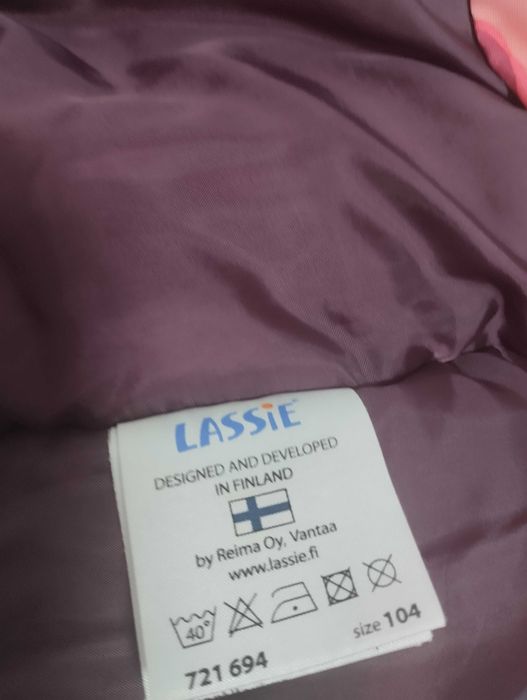 LASSiE
DESIGNED AND DEVELOPED
IN FINLAND
by Reima Oy, Vantaa
www.lassie.fi
40°
721 694 size 104